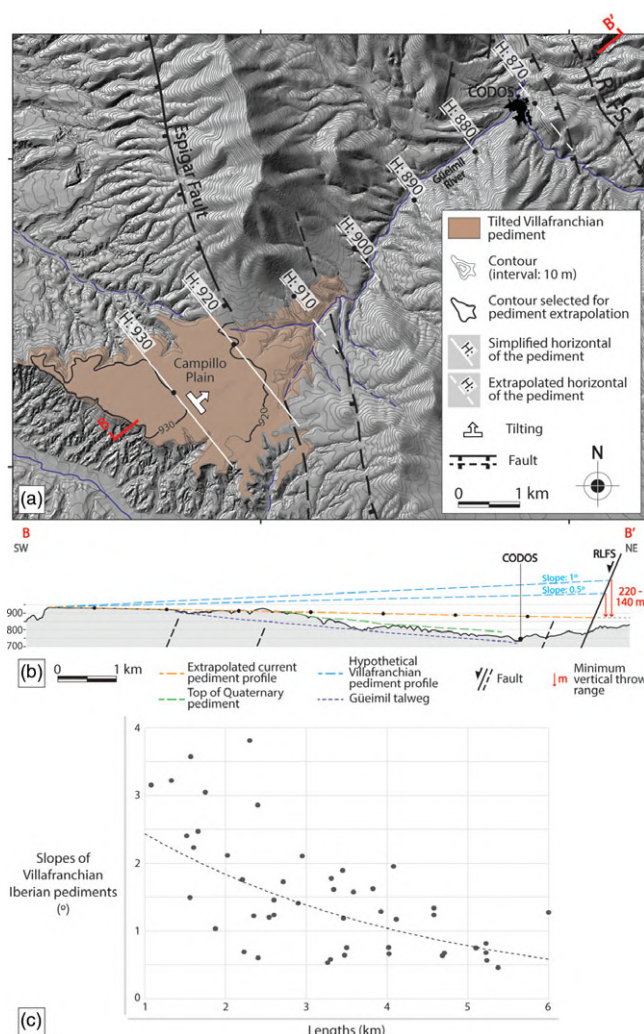 B'
H: 870
RLFS
CODOS
H: 880
Güeimil
River
Espigar Fault
H: 890
H: 900
H: 920
H: 910
H: 930
Campillo
Plain
920
930
B
Tilted Villafranchian
pediment
Contour
(interval: 10 m)
Contour selected for
pediment extrapolation
H:
Simplified horizontal
of the pediment
H:
Extrapolated horizontal
of the pediment
Tilting
Fault
N
0 1 km
(a)
B
SW
B'
NE
CODOS
RLFS
Slope: 1º
Slope: 0.5º
220 -
140 m
900
800
700
(b)
0 1 km
Extrapolated current
pediment profile
Top of Quaternary
pediment
Hypothetical
Villafranchian
pediment profile
Güeimil talweg
Fault
m
Minimum
vertical throw
range
4
3
2
1
0
Slopes of
Villafranchian
Iberian pediments
(º)
1 2 3 4 5 6
Lengths (km)
(c)